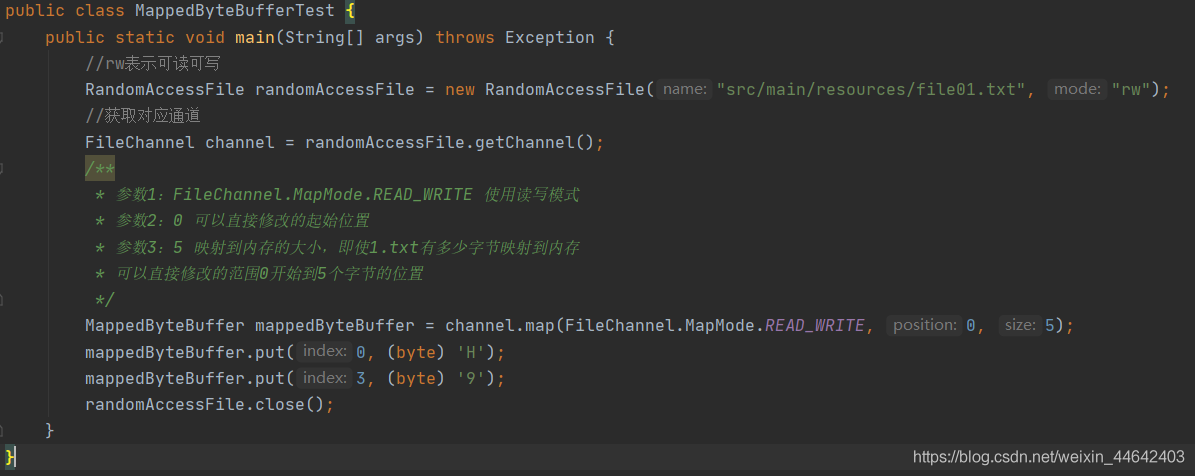 public class MappedByteBufferTest {
public static void main(String[] args) throws Exception {
//rw表示可读可写
RandomAccessFile randomAccessFile = new RandomAccessFile( name: "src/main/resources/file01.txt", mode: "rw");
//获取对应通道
FileChannel channel = randomAccessFile.getChannel();
/**
* 参数1：FileChannel.MapMode.READ_WRITE 使用读写模式
* 参数2：0 可以直接修改的起始位置
* 参数3：5 映射到内存的大小，即使1.txt有多少字节映射到内存
* 可以直接修改的范围0开始到5个字节的位置
*/
MappedByteBuffer mappedByteBuffer = channel.map(FileChannel.MapMode.READ_WRITE, position: 0, size: 5);
mappedByteBuffer.put( index: 0, (byte) 'H');
mappedByteBuffer.put( index: 3, (byte) '9');
randomAccessFile.close();
}
}
https://blog.csdn.net/weixin_44642403